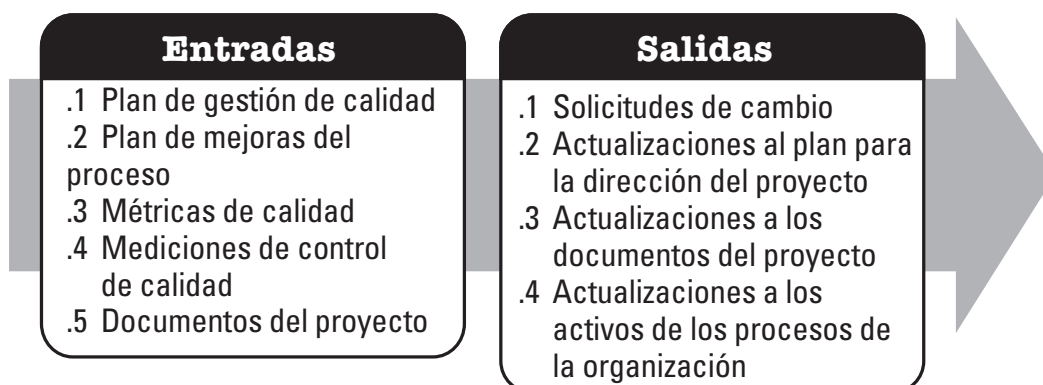 Entradas
.1 Plan de gestión de calidad
.2 Plan de mejoras del
proceso
.3 Métricas de calidad
.4 Mediciones de control
de calidad
.5 Documentos del proyecto
Salidas
.1 Solicitudes de cambio
.2 Actualizaciones al plan para
la dirección del proyecto
.3 Actualizaciones a los
documentos del proyecto
.4 Actualizaciones a los
activos de los procesos de
la organización